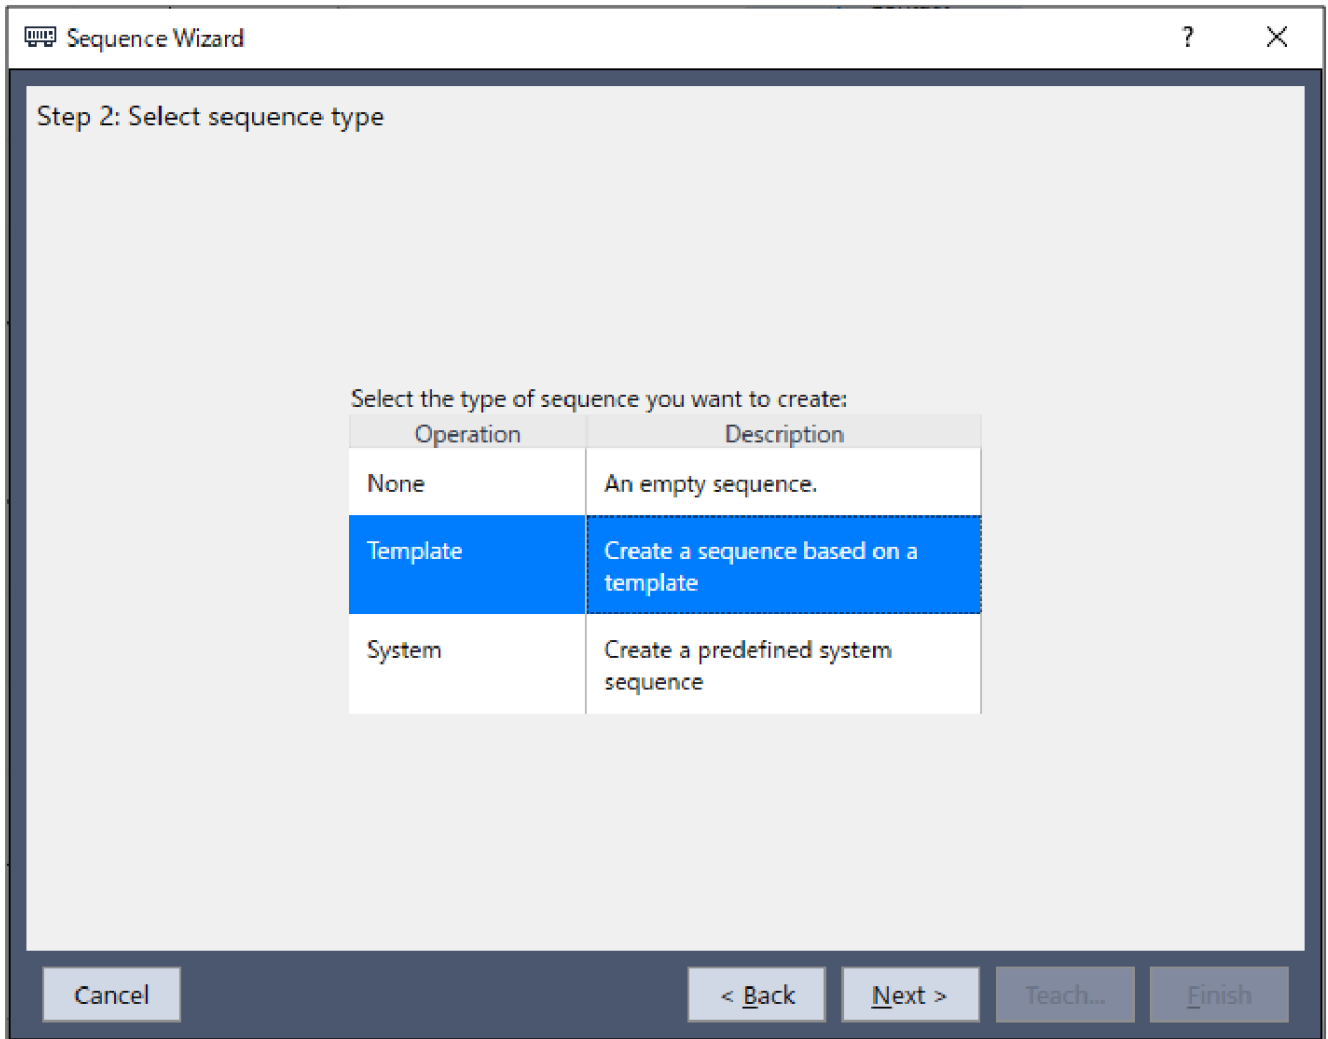 Sequence Wizard
?
Step 2: Select sequence type
Select the type of sequence you want to create:
Operation Description
None An empty sequence.
Template Create a sequence based on a
template
System Create a predefined system
sequence
Cancel < Back Next > Teach... Finish